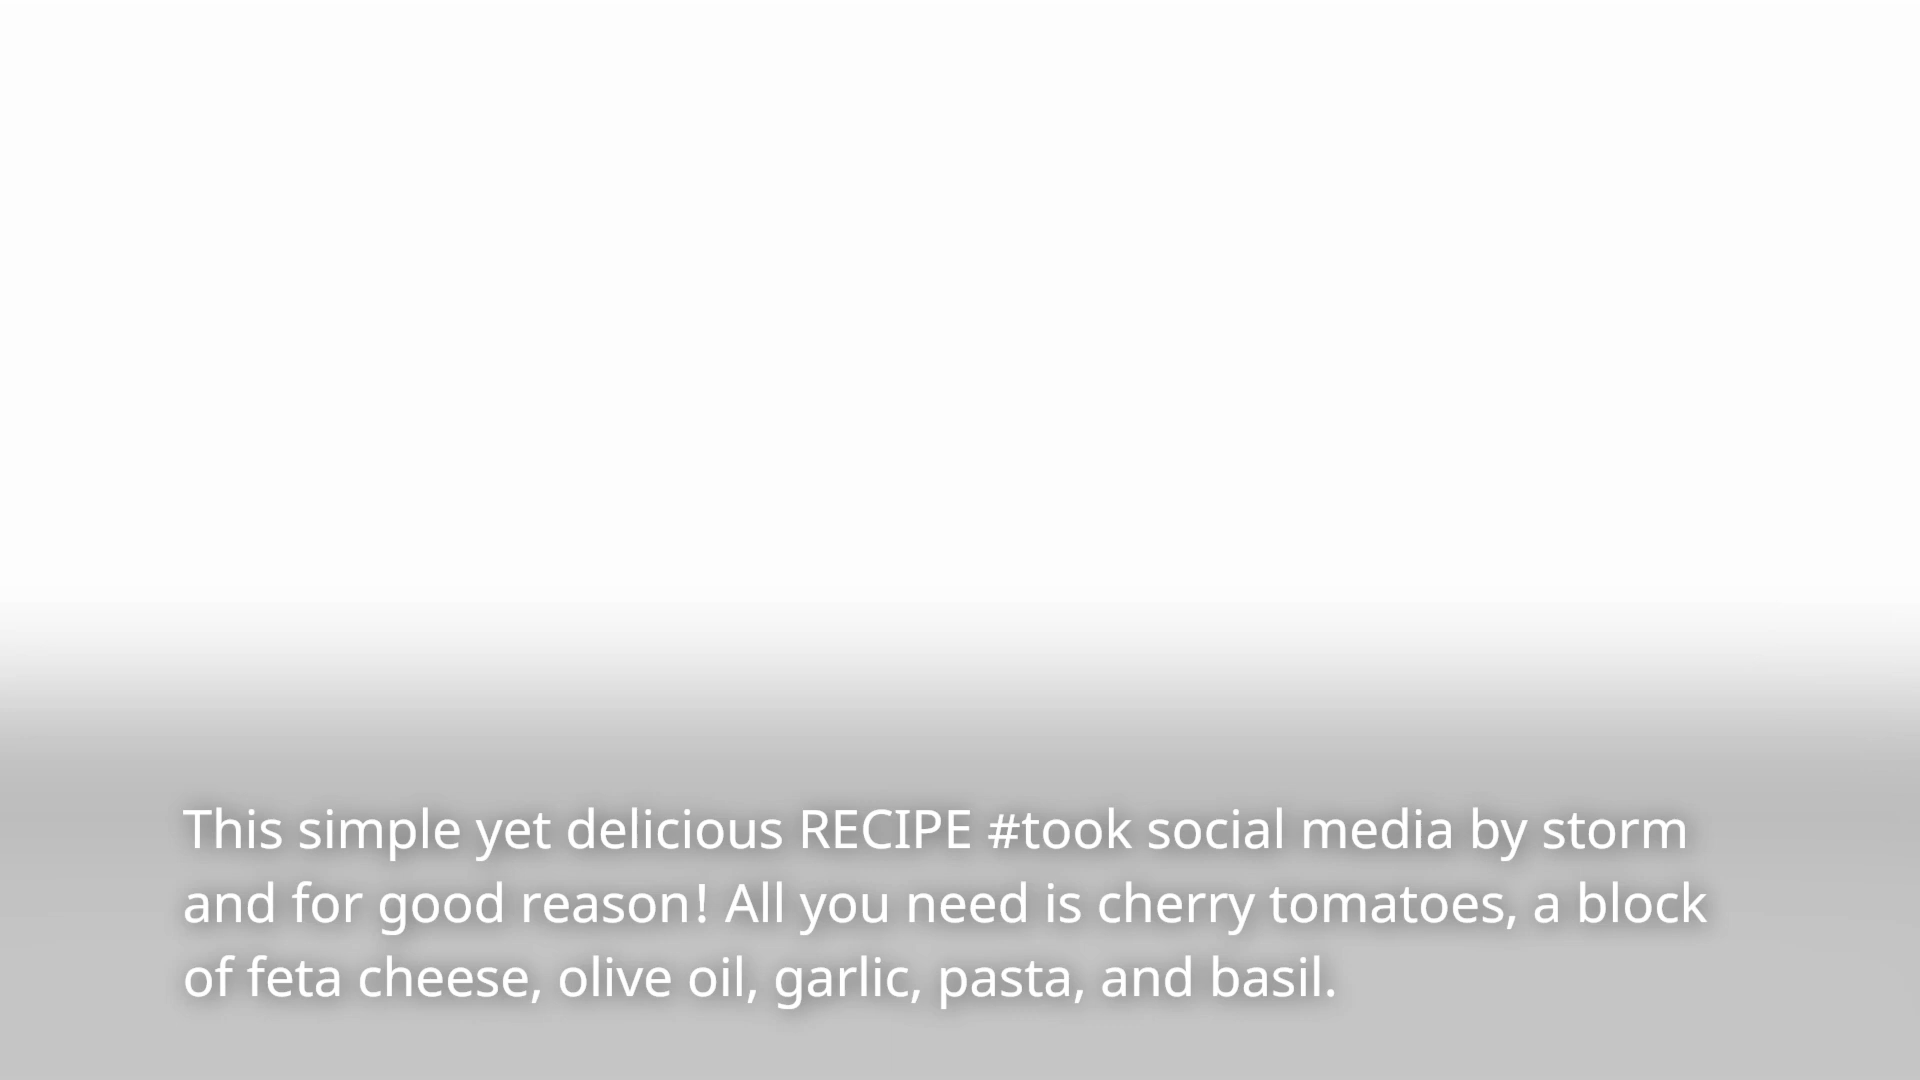 This simple yet delicious RECIPE #took social media by storm
and for good reason! All you need is cherry tomatoes, a block
of feta cheese, olive oil, garlic, pasta, and basil.